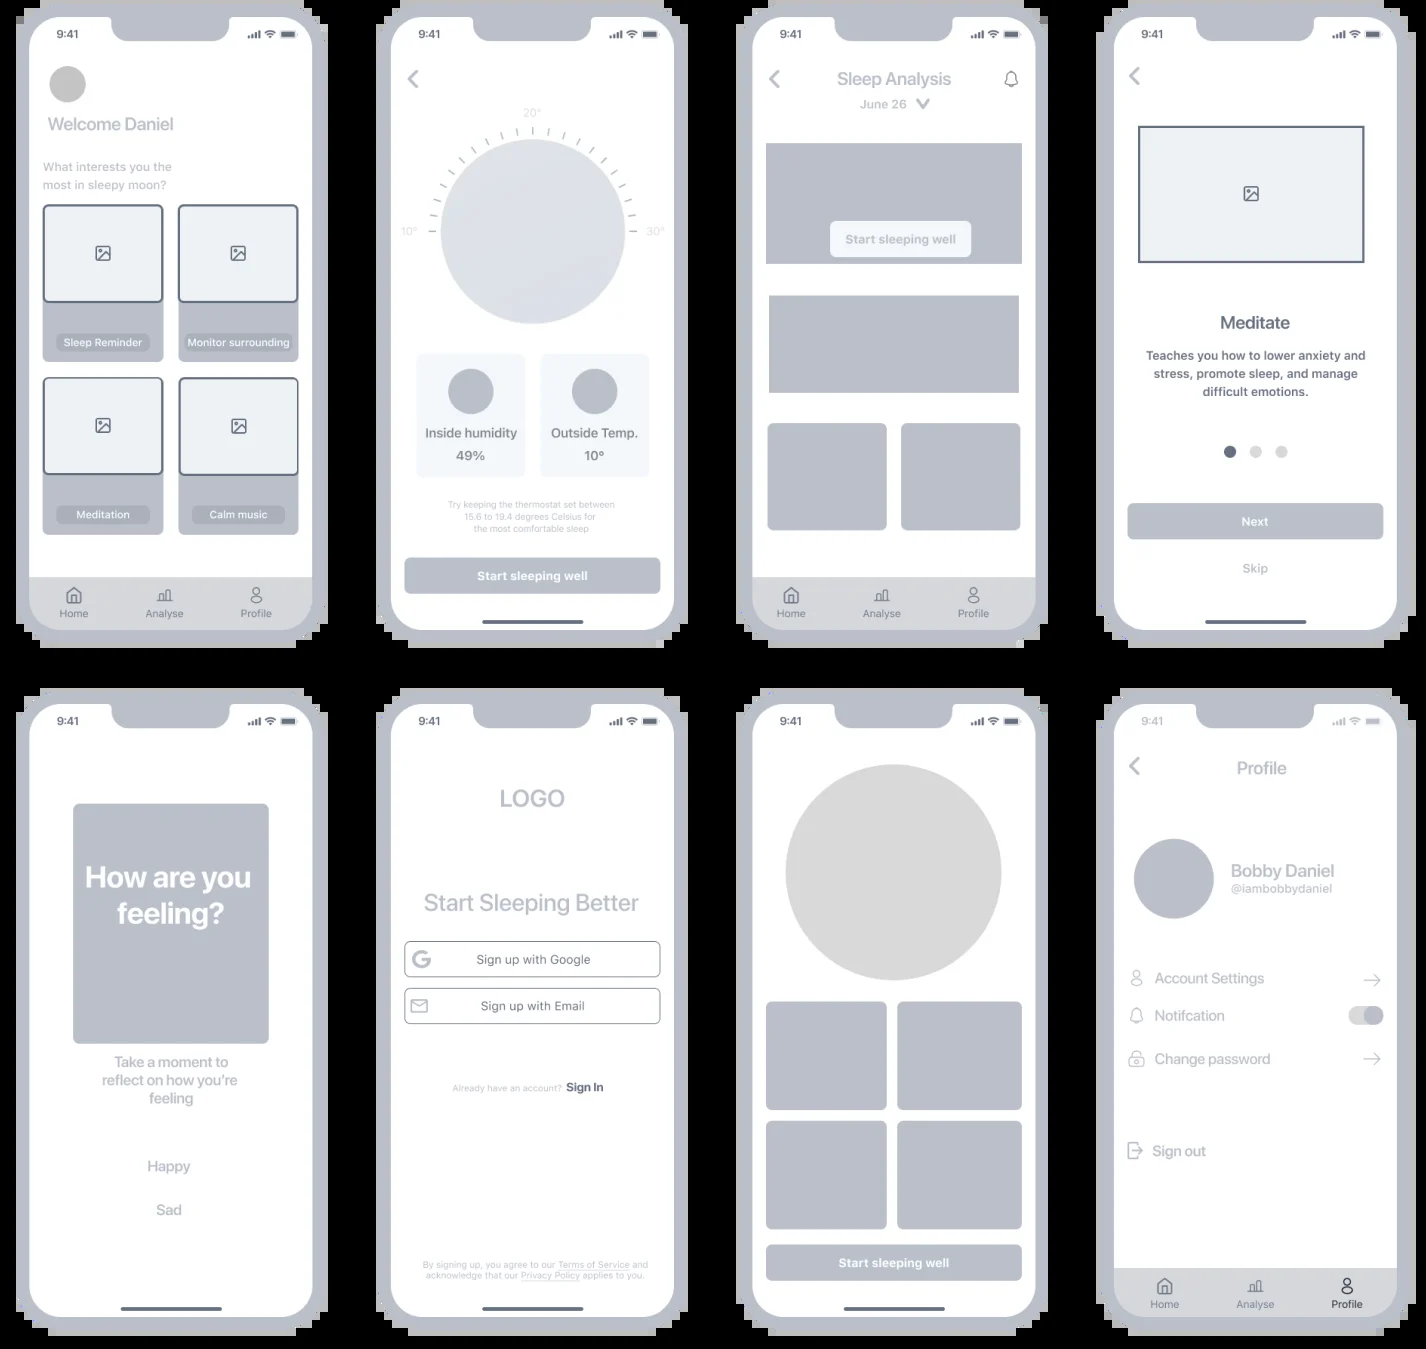 9:41
Welcome Daniel
What interests you the
most in sleepy moon?
Sleep Reminder
Monitor surrounding
Meditation
Calm music
Home
Analyse
Profile
9:41
20°
10°
30°
Inside humidity
49%
Outside Temp.
10°
Try keeping the thermostat set between
15.6 to 19.4 degrees Celsius for
the most comfortable sleep
Start sleeping well
9:41
Sleep Analysis
June 26
Start sleeping well
Home
Analyse
Profile
9:41
Meditate
Teaches you how to lower anxiety and
stress, promote sleep, and manage
difficult emotions.
Next
Skip
9:41
How are you
feeling?
Take a moment to
reflect on how you're
feeling
Happy
Sad
9:41
LOGO
Start Sleeping Better
G Sign up with Google
Sign up with Email
Already have an account? Sign In
By signing up, you agree to our Terms of Service and
acknowledge that our Privacy Policy applies to you.
9:41
Start sleeping well
9:41
Profile
Bobby Daniel
@iambobbydaniel
Account Settings
Notifcation
Change password
Sign out
Home
Analyse
Profile